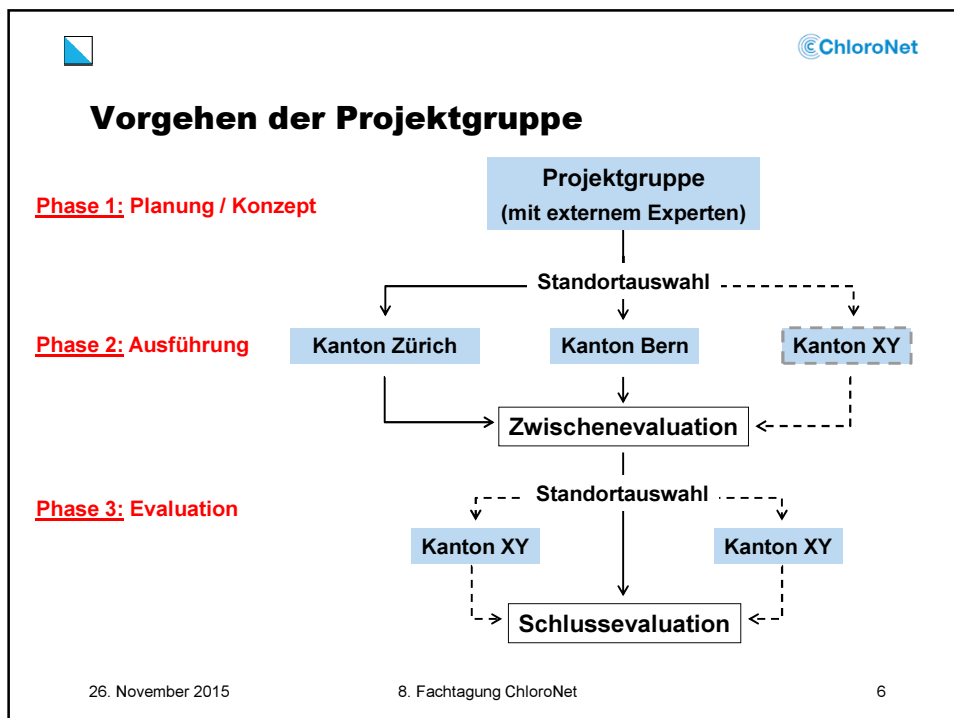 ChloroNet
Vorgehen der Projektgruppe
Projektgruppe
(mit externem Experten)
Phase 1: Planung / Konzept
Standortauswahl
Phase 2: Ausführung
Kanton Zürich
Kanton Bern
Kanton XY
Zwischenevaluation
Standortauswahl
Phase 3: Evaluation
Kanton XY
Kanton XY
Schlussevaluation
26. November 2015
8. Fachtagung ChloroNet
6